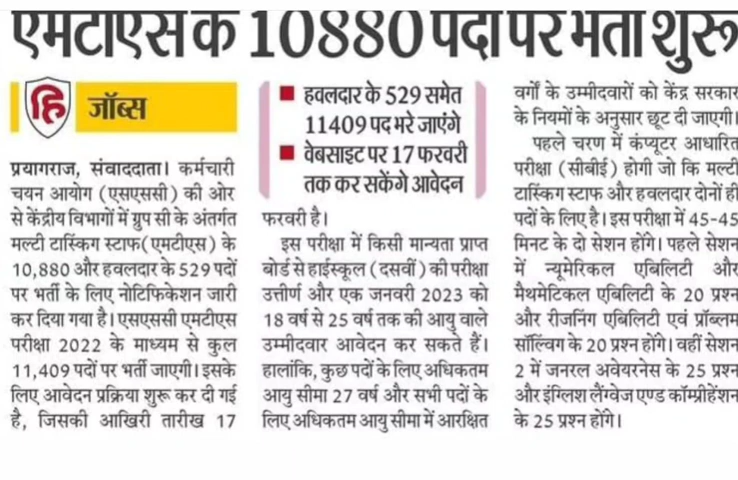 एमटीएस के 10880 पदों पर भर्ती शुरू
हि
जॉब्स
प्रयागराज, संवाददाता। कर्मचारी
चयन आयोग (एसएससी) की ओर
से केंद्रीय विभागों में ग्रुप सी के अंतर्गत
मल्टी टास्किंग स्टाफ(एमटीएस) के
10,880 और हवलदार के 529 पदों
पर भर्ती के लिए नोटिफिकेशन जारी
कर दिया गया है। एसएससी एमटीएस
परीक्षा 2022 के माध्यम से कुल
11,409 पदों पर भर्ती जाएगी। इसके
लिए आवेदन प्रक्रिया शुरू कर दी गई
है, जिसकी आखिरी तारीख 17
हवलदार के 529 समेत
11409 पद भरे जाएंगे
वेबसाइट पर 17 फरवरी
तक कर सकेंगे आवेदन
फरवरी है।
इस परीक्षा में किसी मान्यता प्राप्त
बोर्ड से हाईस्कूल (दसवीं) की परीक्षा
उत्तीर्ण और एक जनवरी 2023 को
18 वर्ष से 25 वर्ष तक की आयु वाले
उम्मीदवार आवेदन कर सकते हैं।
हालांकि, कुछ पदों के लिए अधिकतम
आयु सीमा 27 वर्ष और सभी पदों के
लिए अधिकतम आयु सीमा में आरक्षित
वर्गों के उम्मीदवारों को केंद्र सरकार
के नियमों के अनुसार छूट दी जाएगी।
पहले चरण में कंप्यूटर आधारित
परीक्षा (सीबीई) होगी जो कि मल्टी
टास्किंग स्टाफ और हवलदार दोनों ही
पदों के लिए है। इस परीक्षा में 45-45
मिनट के दो सेशन होंगे। पहले सेशन
में न्यूमेरिकल एबिलिटी और
मैथमेटिकल एबिलिटी के 20 प्रश्न
और रीजनिंग एबिलिटी एवं प्रॉब्लम
सॉल्विंग के 20 प्रश्न होंगे। वहीं सेशन
2 में जनरल अवेयरनेस के 25 प्रश्न
और इंग्लिश लैंग्वेज एण्ड कॉम्प्रीहेंशन
के 25 प्रश्न होंगे।